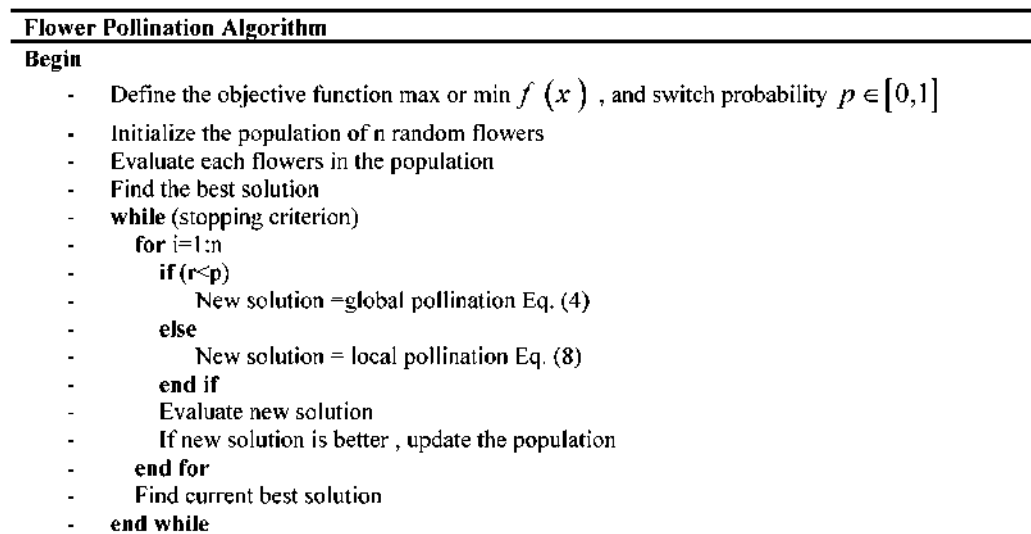 Flower Pollination Algorithm
Begin
- Define the objective function max or min f (x) , and switch probability p ∈ [0,1]
- Initialize the population of n random flowers
- Evaluate each flowers in the population
- Find the best solution
- while (stopping criterion)
- for i=1:n
- if (r<p)
- New solution =global pollination Eq. (4)
- else
- New solution = local pollination Eq. (8)
- end if
- Evaluate new solution
- If new solution is better , update the population
- end for
- Find current best solution
- end while